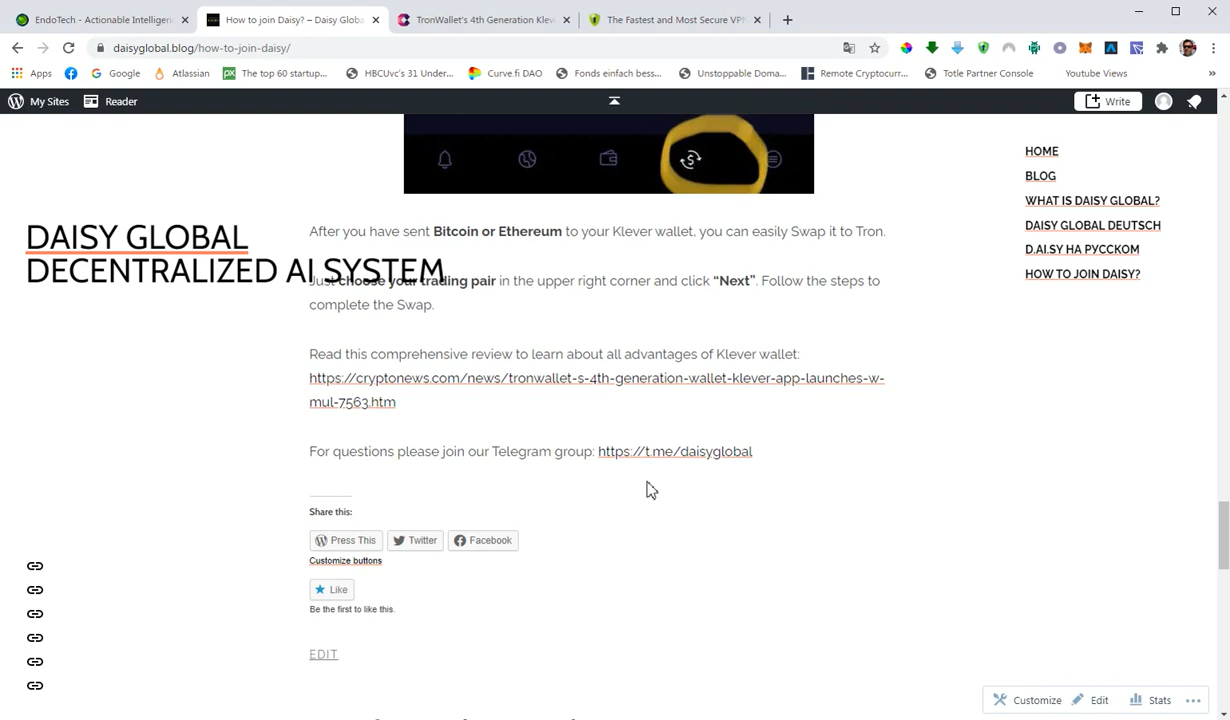 EndoTech - Actionable Intelligenc
How to join Daisy? – Daisy Globa
TronWallet's 4th Generation Klev
The Fastest and Most Secure VPN
daisyglobal.blog/how-to-join-daisy/
Apps
Google
Atlassian
The top 60 startup...
HBCUvc's 31 Under...
Curve.fi DAO
Fonds einfach bess...
Unstoppable Doma...
Remote Cryptocurr...
Totle Partner Console
Youtube Views
My Sites
Reader
Write
HOME
BLOG
WHAT IS DAISY GLOBAL?
DAISY GLOBAL DEUTSCH
D.AI.SY НА РУССКОМ
HOW TO JOIN DAISY?
DAISY GLOBAL
DECENTRALIZED AI SYSTEM
After you have sent Bitcoin or Ethereum to your Klever wallet, you can easily Swap it to Tron.
Just choose your trading pair in the upper right corner and click “Next”. Follow the steps to
complete the Swap.
Read this comprehensive review to learn about all advantages of Klever wallet:
https://cryptonews.com/news/tronwallet-s-4th-generation-wallet-klever-app-launches-w-
mul-7563.htm
For questions please join our Telegram group: https://t.me/daisyglobal
Share this:
Press This
Twitter
Facebook
Customize buttons
Like
Be the first to like this.
EDIT
Customize
Edit
Stats